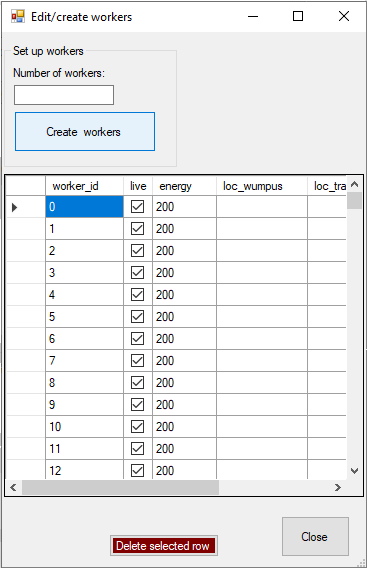 Edit/create workers
Set up workers
Number of workers:
Create workers
worker_id live energy loc_wumpus loc_tra
0 200
1 200
2 200
3 200
4 200
5 200
6 200
7 200
8 200
9 200
10 200
11 200
12 200
Delete selected row
Close